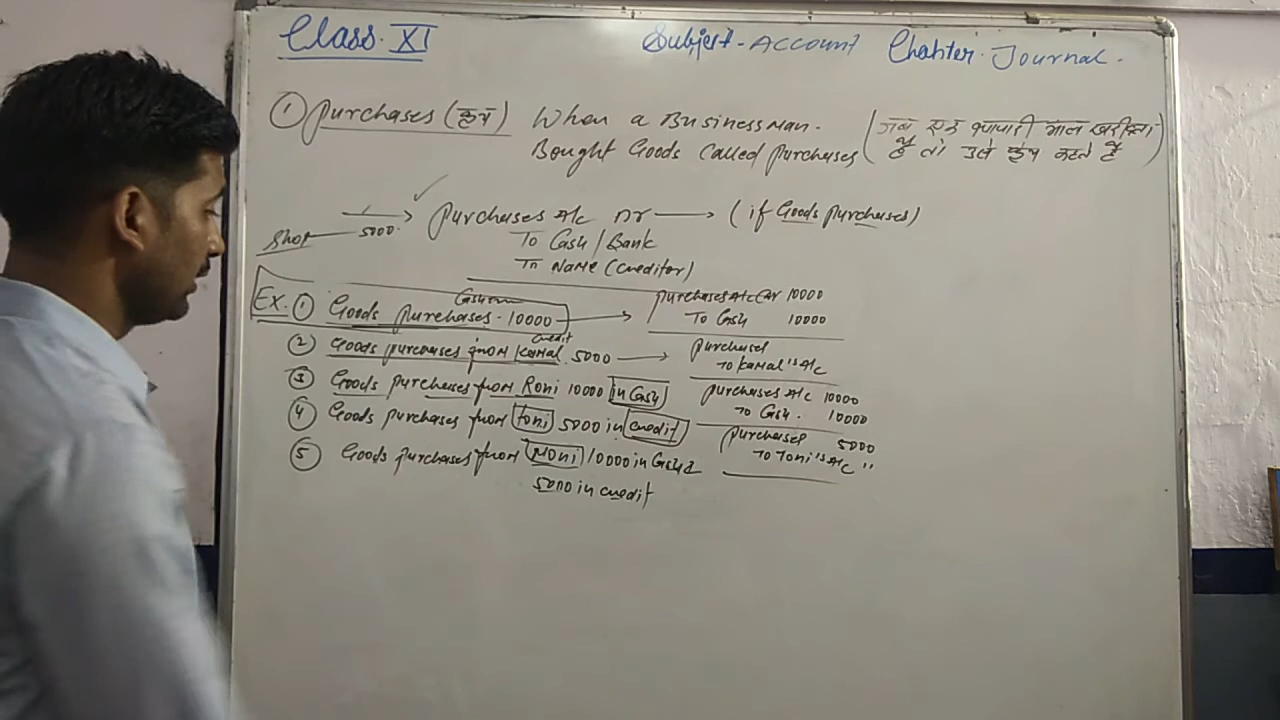 Class. XI
Subject - Account Chapter. Journal.
① Purchases (क्रय) When a Businessman.
Bought Goods Called Purchases
(जब एक व्यापारी माल खरीदता
है तो उसे क्रय कहते है)
Shop 5000. Purchases A/c Dr (if Goods Purchases)
To Cash / Bank
To Name (Creditor)
Ex. ① Goods Purchases. 10000 Purchases A/c Dr 10000
To Cash 10000
② Goods purchases from Kamal credit 5000 Purchases
To Kamal's A/c
③ Goods purchases from Roni 10000 in Cash Purchases A/c 10000
To Cash. 10000
④ Goods purchases from Toni 5000 in credit Purchases 5000
To Toni's A/c "
⑤ Goods purchases from Moni 10000 in Cash &
5000 in credit